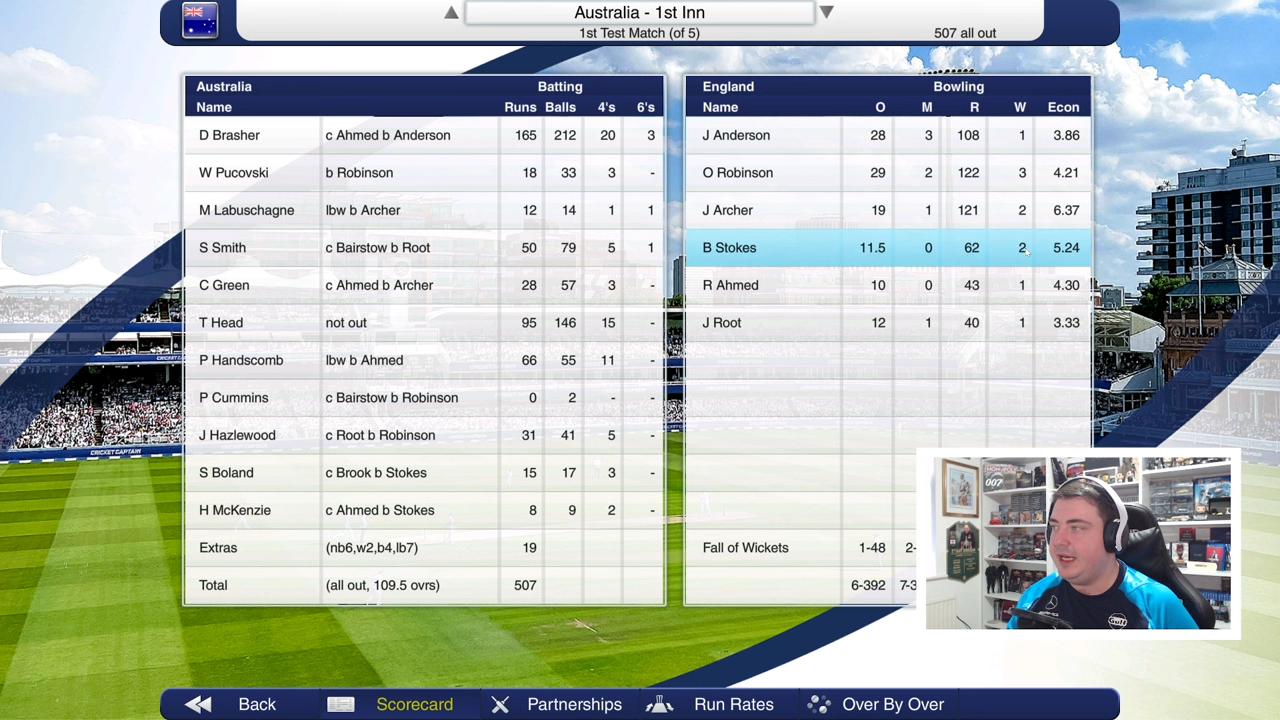 Australia - 1st Inn
1st Test Match (of 5)
507 all out
Australia Batting
Name Runs Balls 4's 6's
D Brasher c Ahmed b Anderson 165 212 20 3
W Pucovski b Robinson 18 33 3 -
M Labuschagne lbw b Archer 12 14 1 1
S Smith c Bairstow b Root 50 79 5 1
C Green c Ahmed b Archer 28 57 3 -
T Head not out 95 146 15 -
P Handscomb lbw b Ahmed 66 55 11 -
P Cummins c Bairstow b Robinson 0 2 - -
J Hazlewood c Root b Robinson 31 41 5 -
S Boland c Brook b Stokes 15 17 3 -
H McKenzie c Ahmed b Stokes 8 9 2 -
Extras (nb6,w2,b4,lb7) 19
Total (all out, 109.5 ovrs) 507
England Bowling
Name O M R W Econ
J Anderson 28 3 108 1 3.86
O Robinson 29 2 122 3 4.21
J Archer 19 1 121 2 6.37
B Stokes 11.5 0 62 2 5.24
R Ahmed 10 0 43 1 4.30
J Root 12 1 40 1 3.33
Fall of Wickets 1-48 2-
6-392 7-3
CRICKET CAPTAIN
007
Back Scorecard Partnerships Run Rates Over By Over